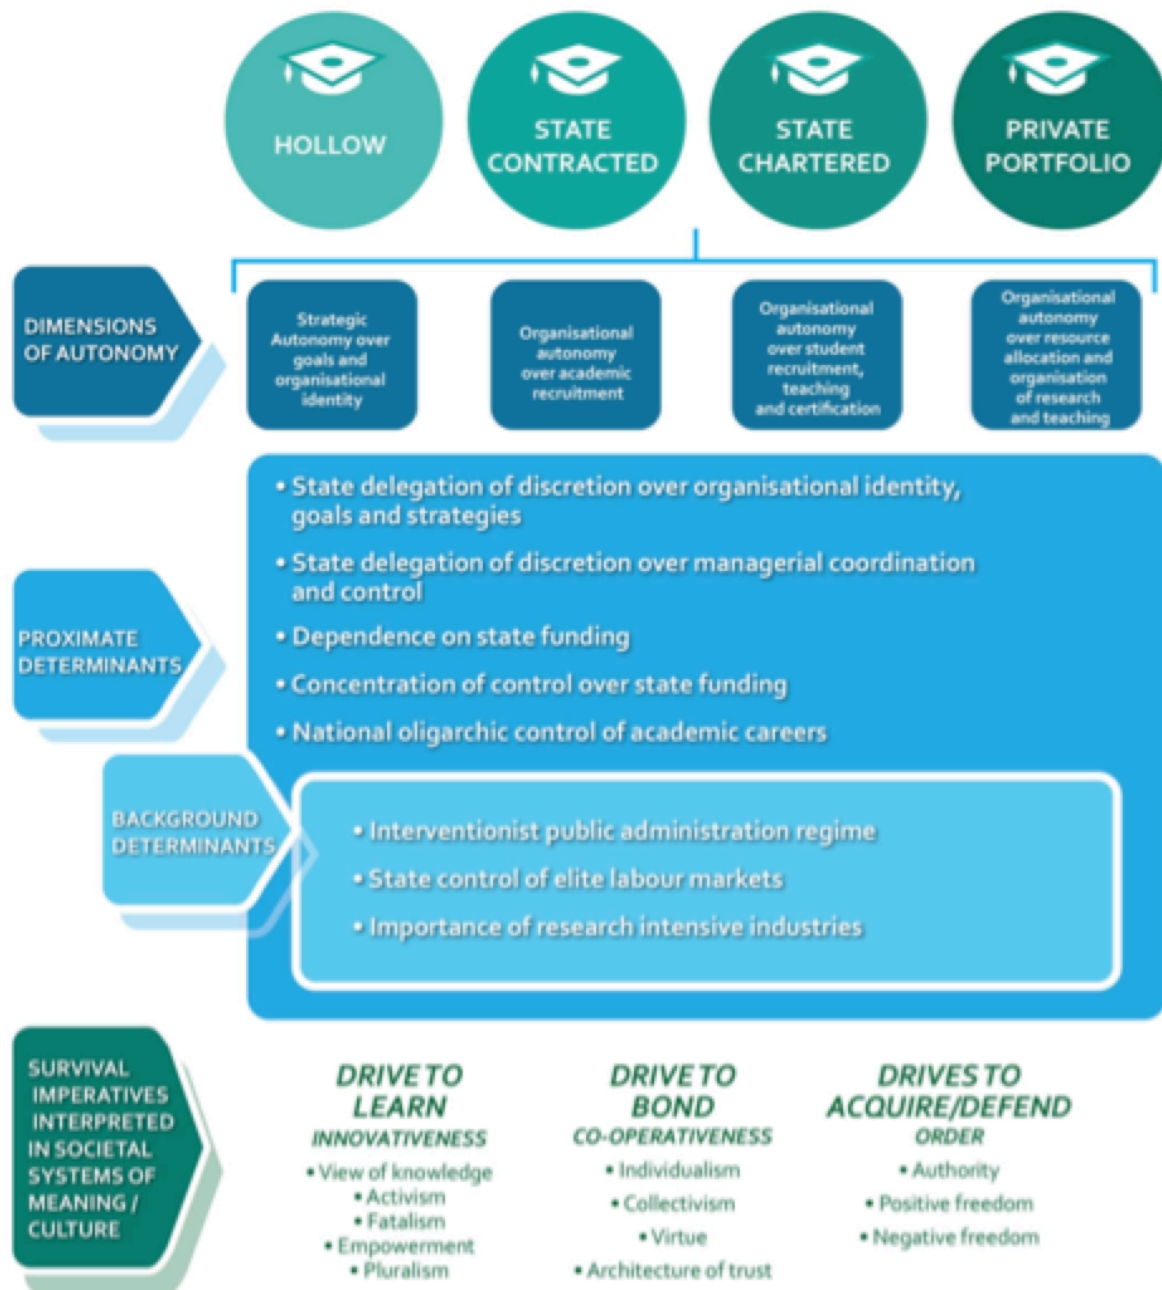 HOLLOW
STATE
CONTRACTED
STATE
CHARTERED
PRIVATE
PORTFOLIO
DIMENSIONS
OF AUTONOMY
Strategic
Autonomy over
goals and
organisational
identity
Organisational
autonomy
over academic
recruitment
Organisational
autonomy
over student
recruitment,
teaching
and certification
Organisational
autonomy
over resource
allocation and
organisation
of research
and teaching
PROXIMATE
DETERMINANTS
• State delegation of discretion over organisational identity,
goals and strategies
• State delegation of discretion over managerial coordination
and control
• Dependence on state funding
• Concentration of control over state funding
• National oligarchic control of academic careers
BACKGROUND
DETERMINANTS
• Interventionist public administration regime
• State control of elite labour markets
• Importance of research intensive industries
SURVIVAL
IMPERATIVES
INTERPRETED
IN SOCIETAL
SYSTEMS OF
MEANING /
CULTURE
DRIVE TO
LEARN
INNOVATIVENESS
• View of knowledge
• Activism
• Fatalism
• Empowerment
• Pluralism
DRIVE TO
BOND
CO-OPERATIVENESS
• Individualism
• Collectivism
• Virtue
• Architecture of trust
DRIVES TO
ACQUIRE/DEFEND
ORDER
• Authority
• Positive freedom
• Negative freedom